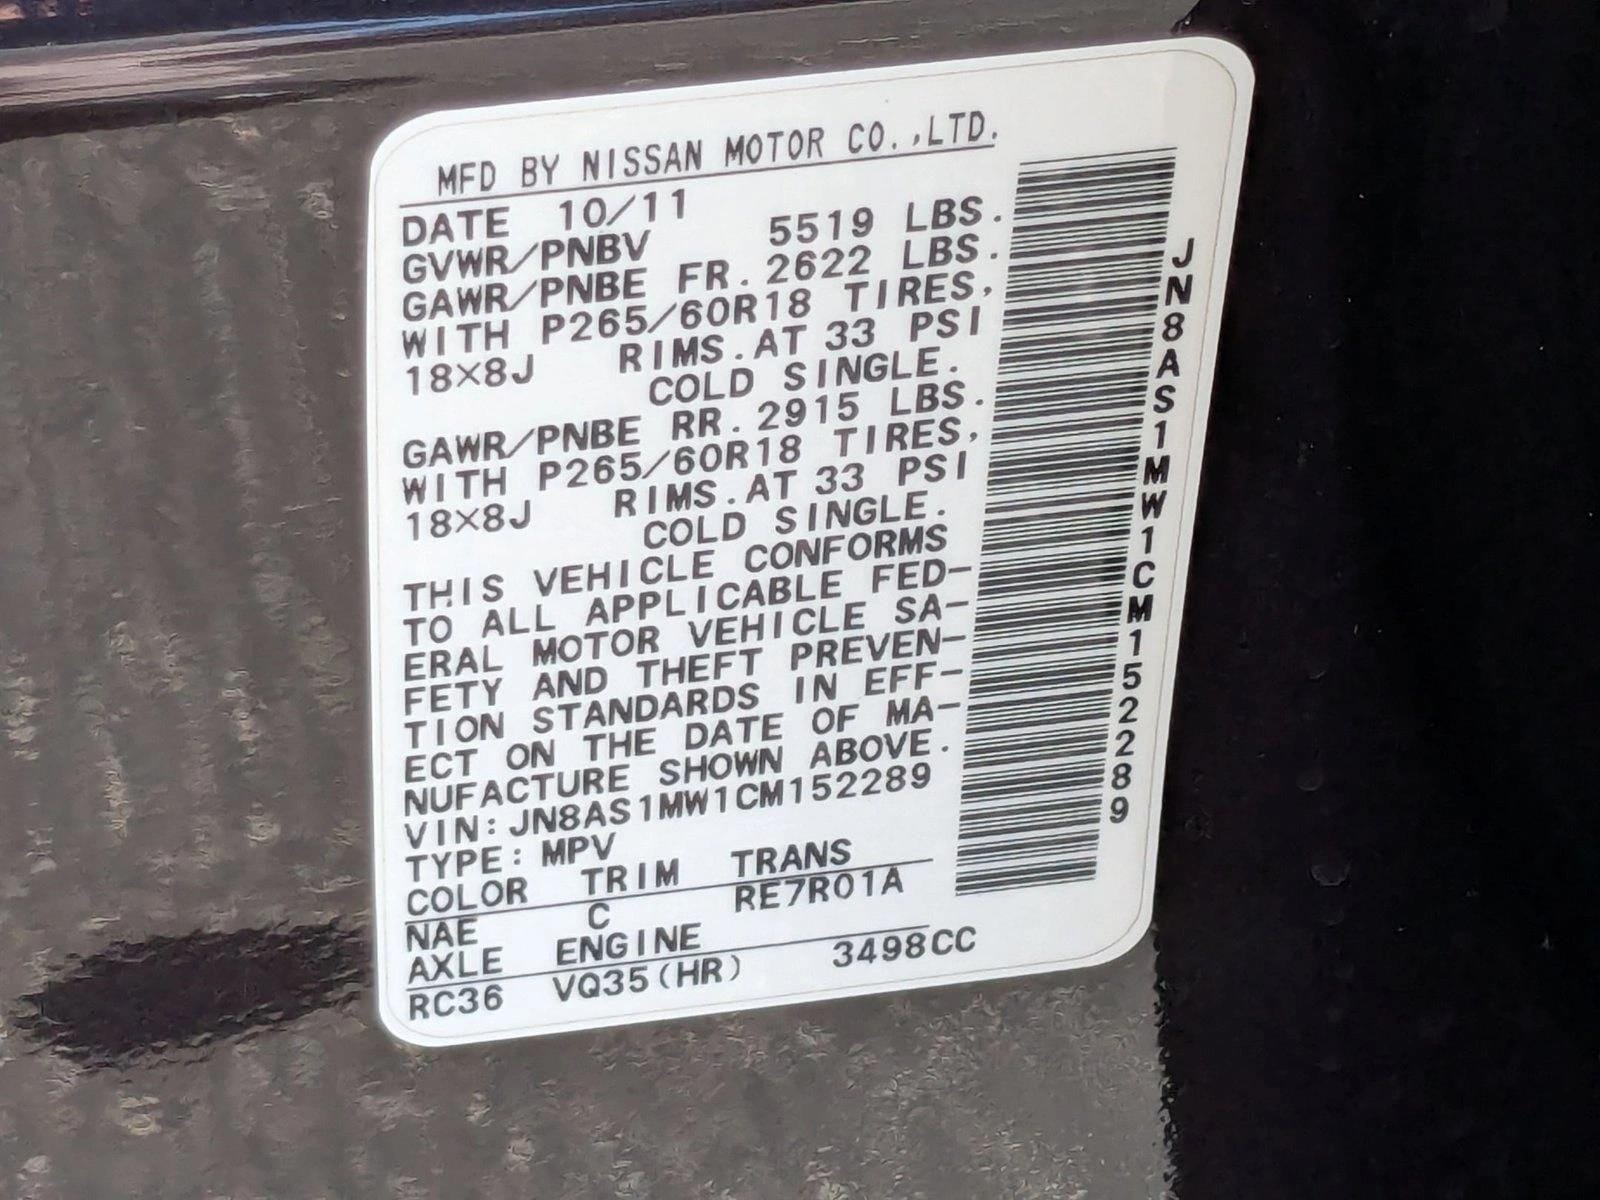 MFD BY NISSAN MOTOR CO.,LTD.
DATE 10/11
GVWR/PNBV 5519 LBS.
GAWR/PNBE FR. 2622 LBS.
WITH P265/60R18 TIRES,
18×8J RIMS. AT 33 PSI
COLD SINGLE.
GAWR/PNBE RR. 2915 LBS.
WITH P265/60R18 TIRES,
18×8J RIMS. AT 33 PSI
COLD SINGLE.
THIS VEHICLE CONFORMS
TO ALL APPLICABLE FED-
ERAL MOTOR VEHICLE SA-
FETY AND THEFT PREVEN-
TION STANDARDS IN EFF-
ECT ON THE DATE OF MA-
NUFACTURE SHOWN ABOVE.
VIN: JN8AS1MW1CM152289
TYPE: MPV
COLOR TRIM TRANS
NAE C RE7R01A
AXLE ENGINE
RC36 VQ35(HR) 3498CC
JN8AS1MW1CM152289